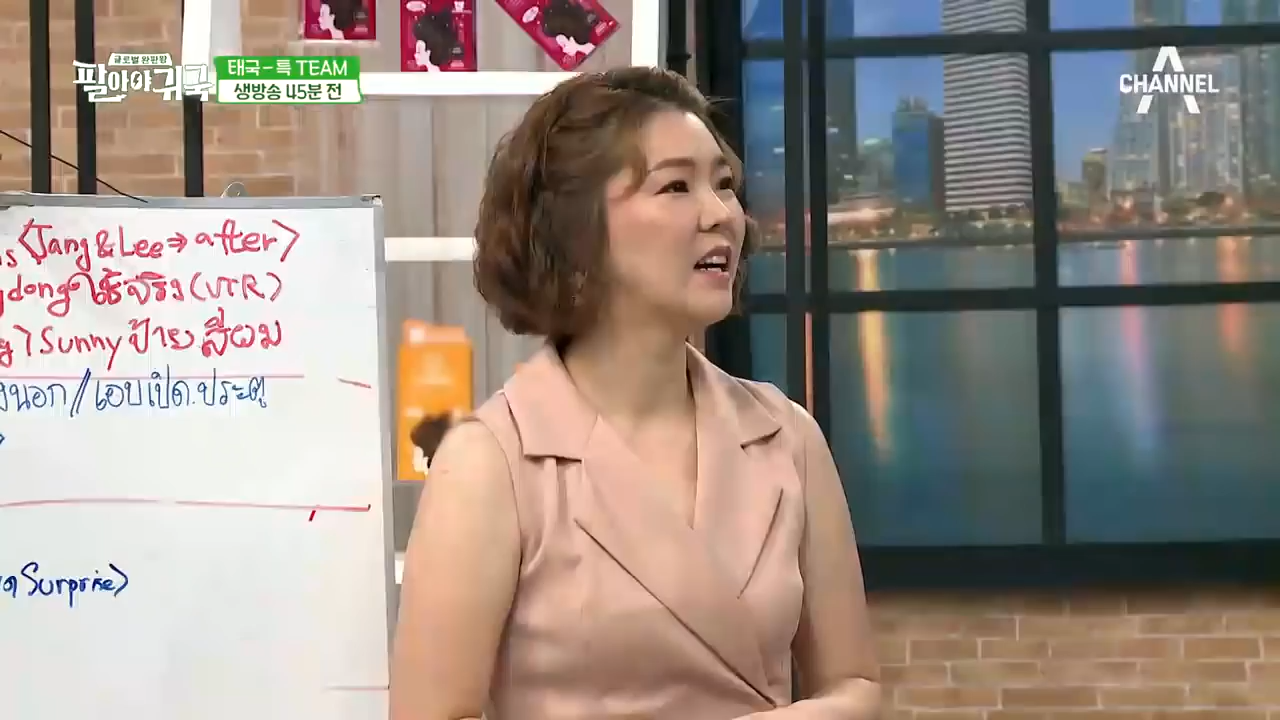 글로벌 완판왕
팔아야 귀국
태국-특 TEAM
생방송 45분 전
CHANNEL A
<Jang&Lee⇒after>
dong ใช้จริง (VTR)
Sunny ป้าย สีผม
งนอก//แอบเปิด.ประตู
Surprise>